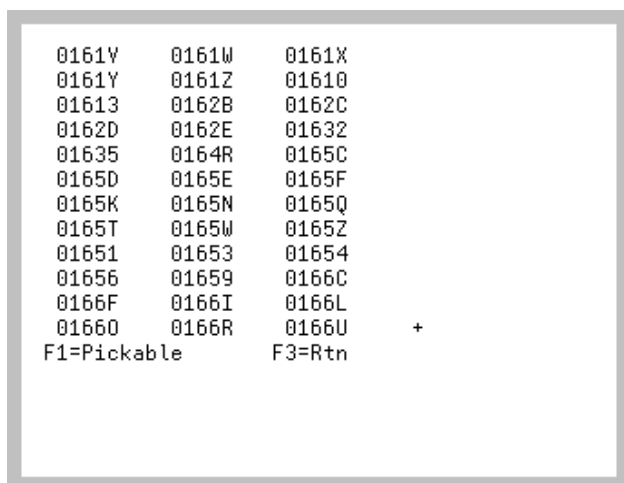 0161V 0161W 0161X
0161Y 0161Z 01610
01613 0162B 0162C
0162D 0162E 01632
01635 0164R 0165C
0165D 0165E 0165F
0165K 0165N 0165Q
0165T 0165W 0165Z
01651 01653 01654
01656 01659 0166C
0166F 0166I 0166L
0166O 0166R 0166U +
F1=Pickable F3=Rtn